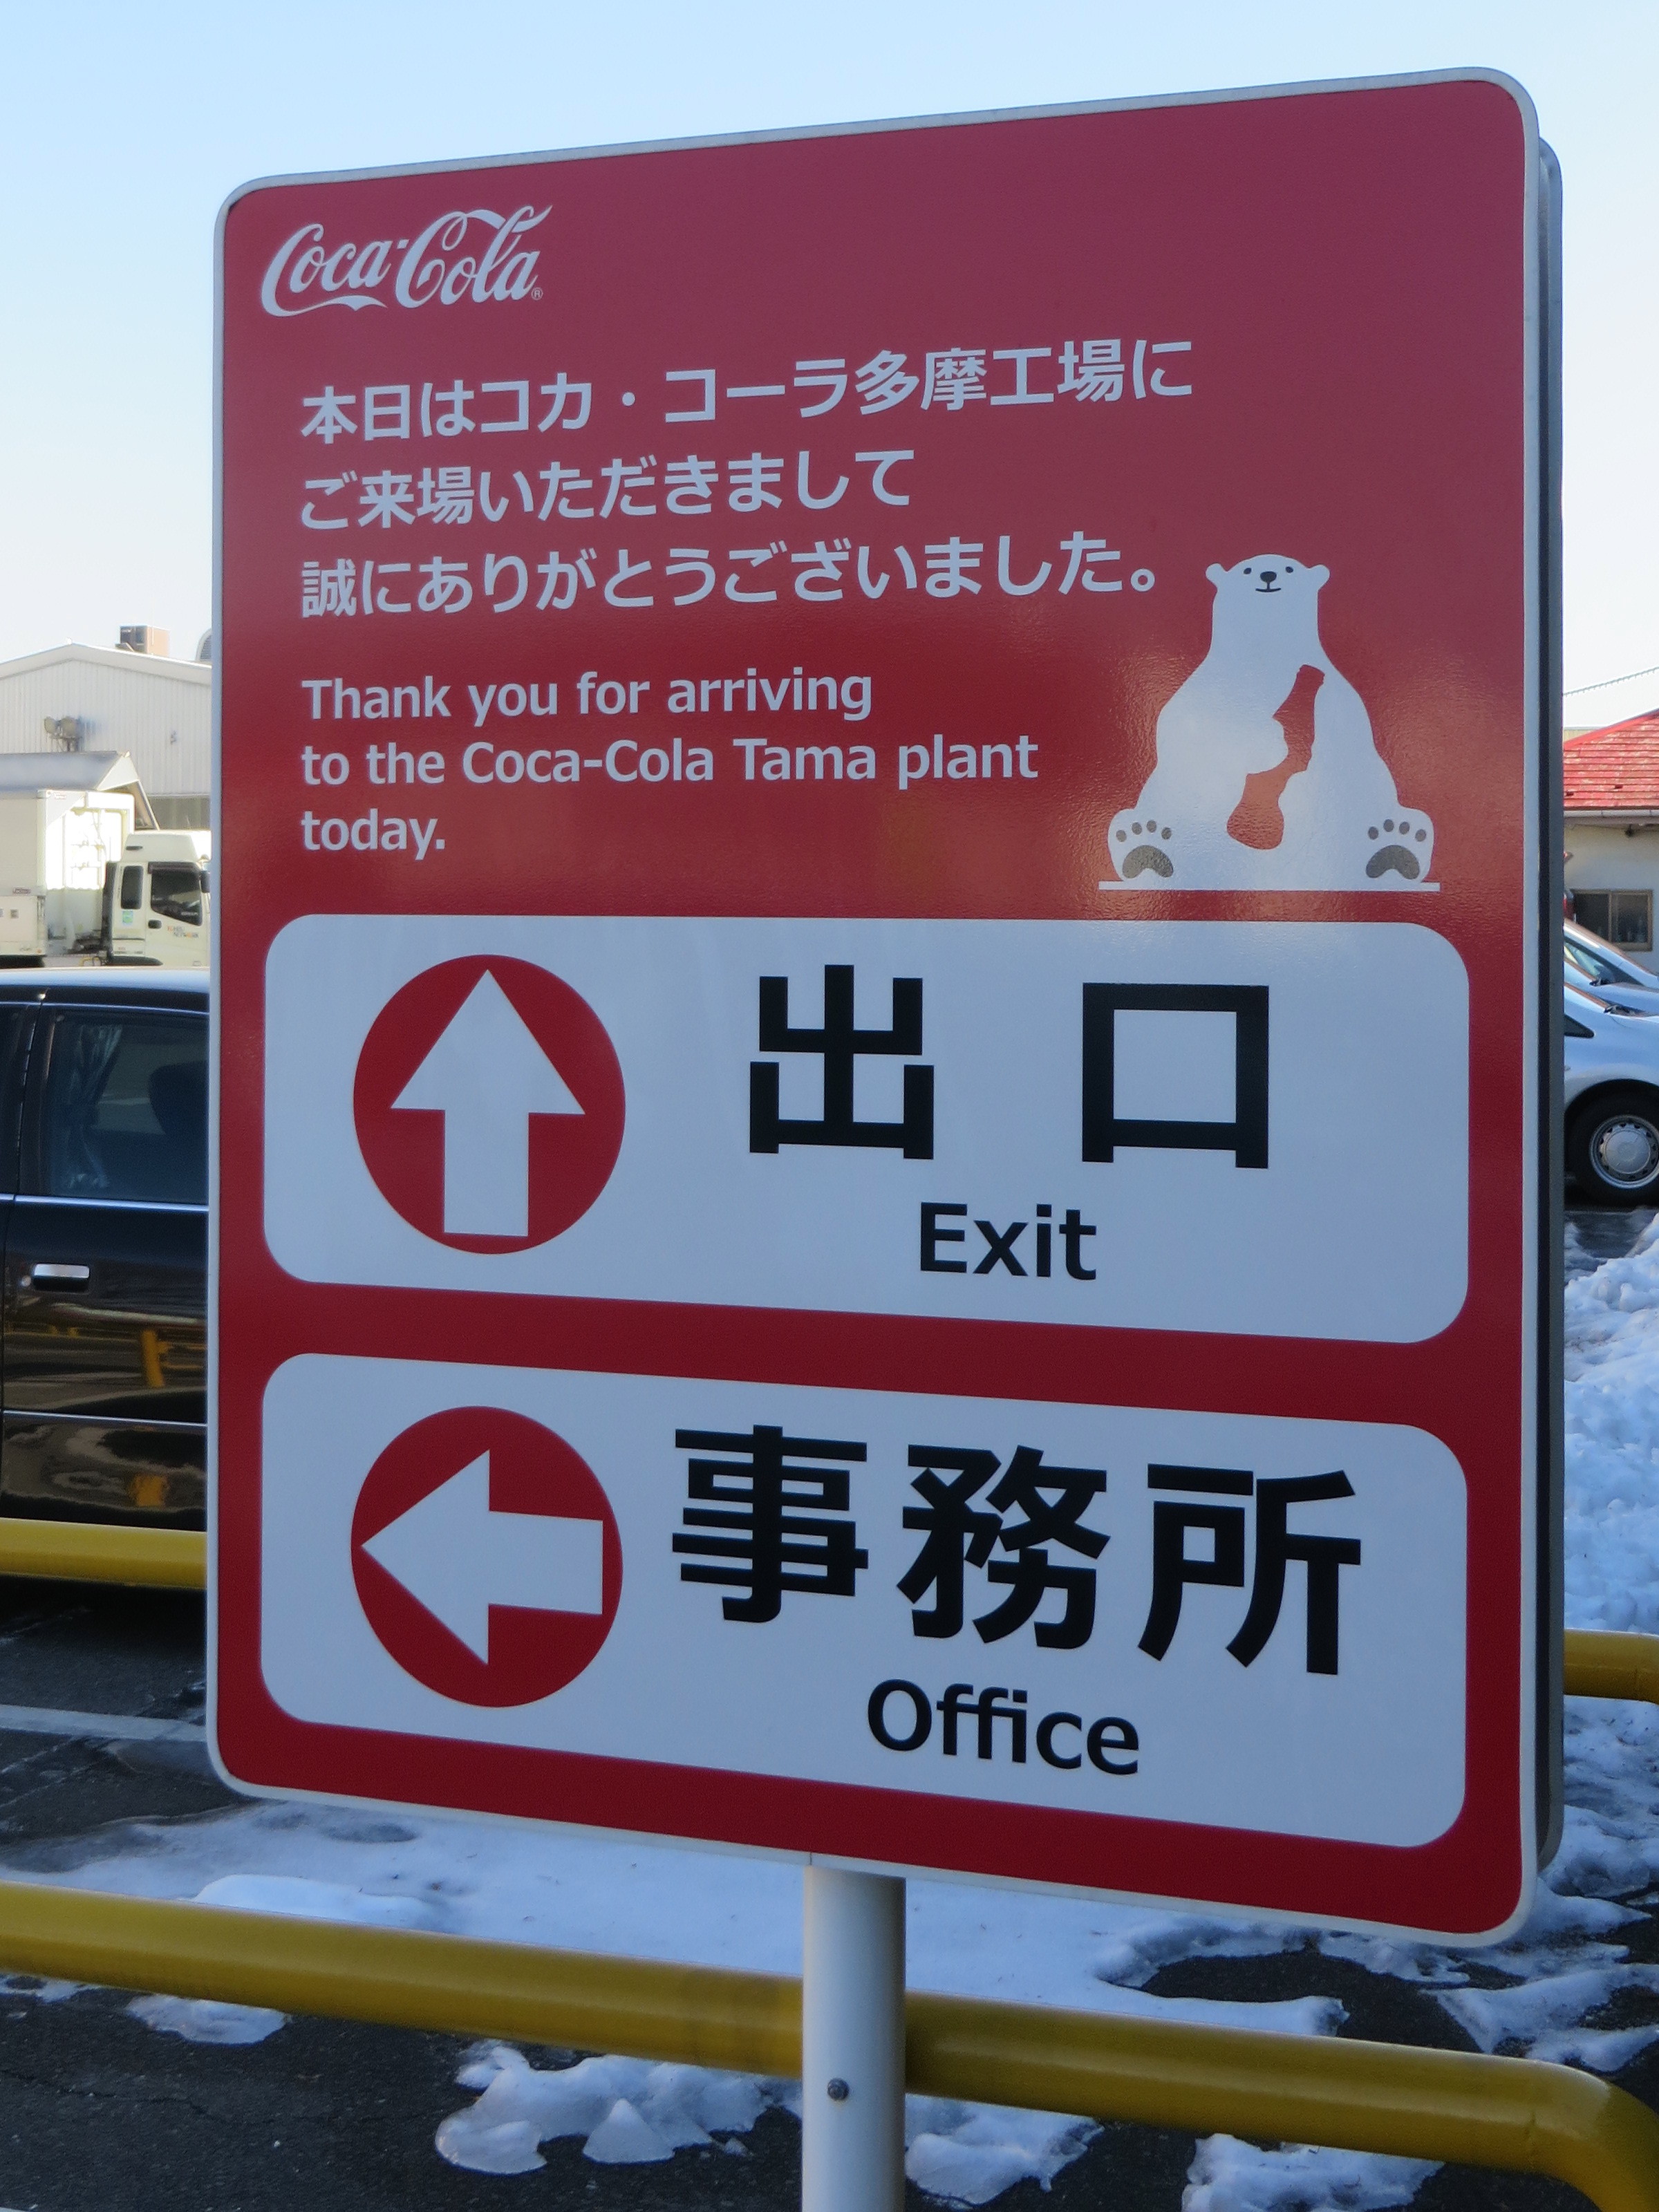 Coca-Cola®
本日はコカ・コーラ多摩工場に
ご来場いただきまして
誠にありがとうございました。
Thank you for arriving
to the Coca-Cola Tama plant
today.
出口
Exit
事務所
Office